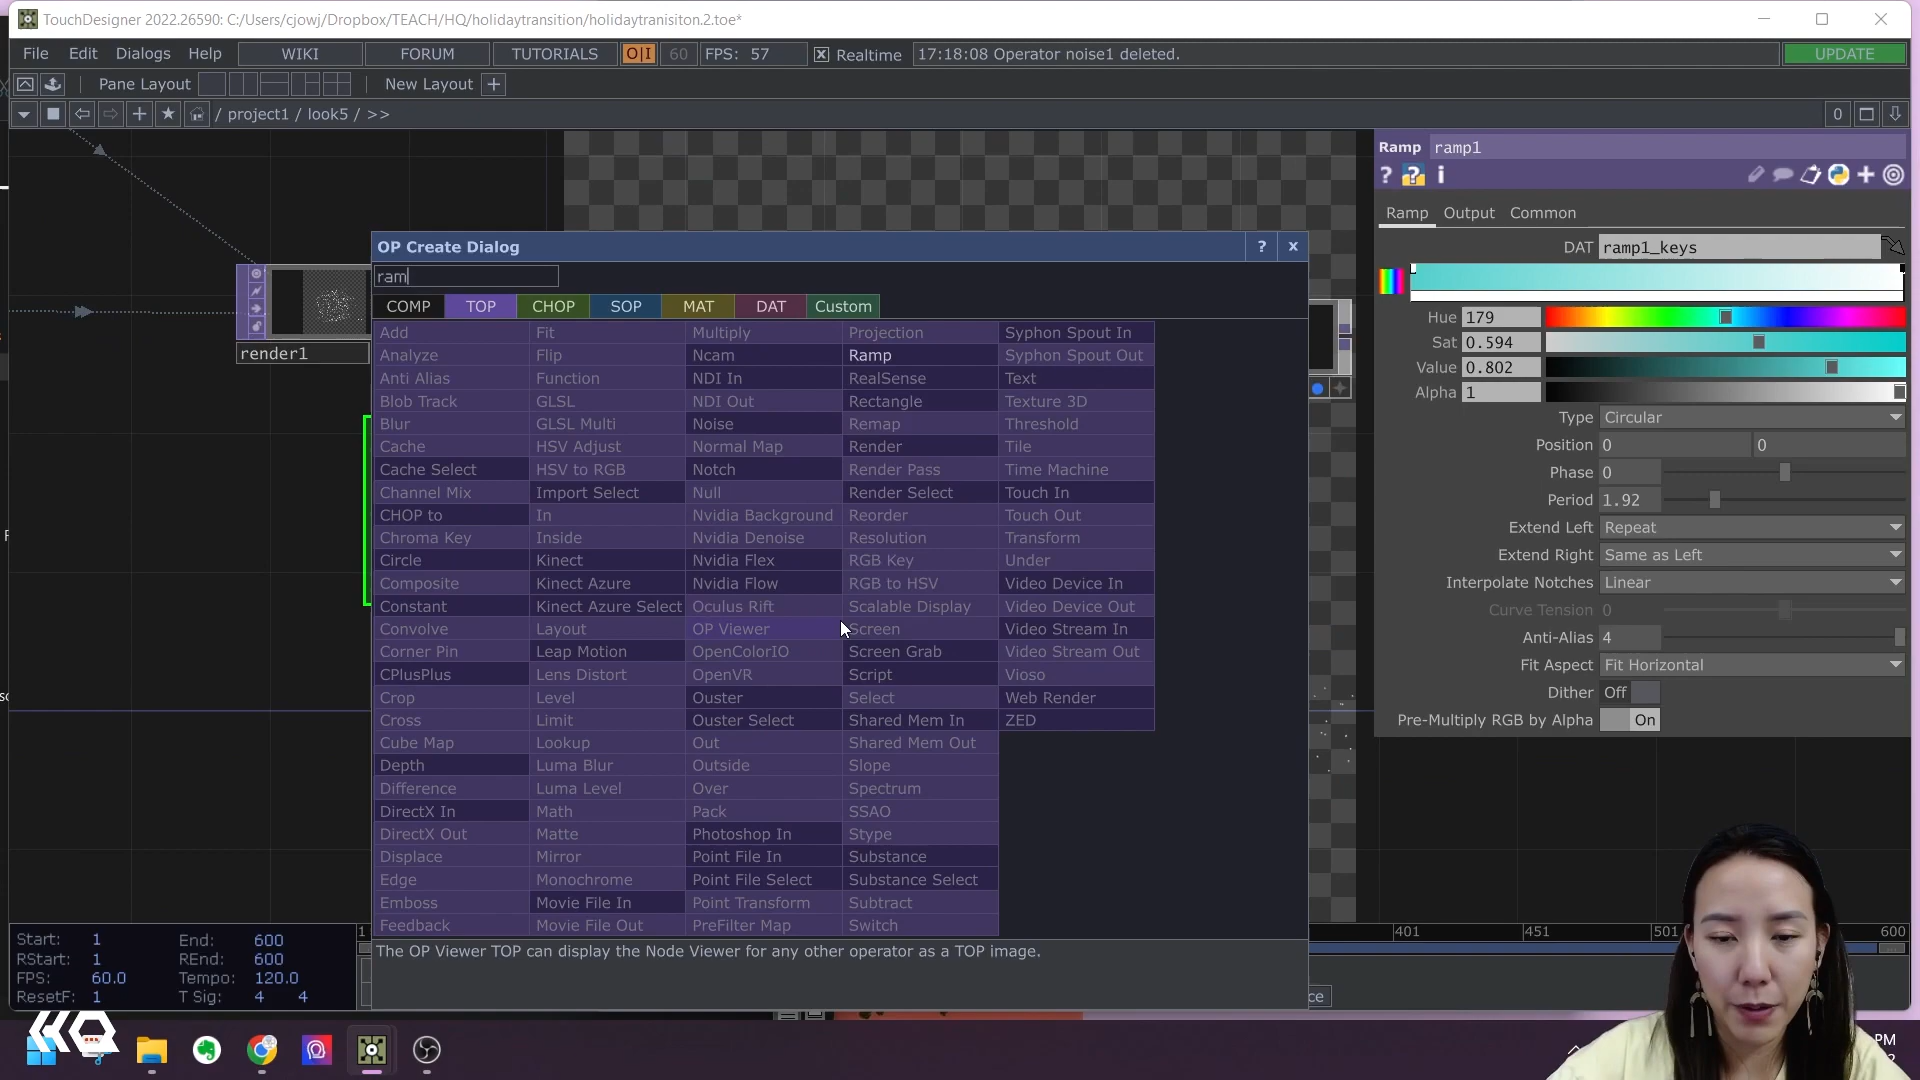 TouchDesigner 2022.26590: C:/Users/cjowj/Dropbox/TEACH/HQ/holidaytransition/holidaytranisiton.2.toe*
File Edit Dialogs Help WIKI FORUM TUTORIALS O|I 60 FPS: 57 Realtime 17:18:08 Operator noise1 deleted. UPDATE
Pane Layout New Layout +
/ project1 / look5 / >> 0
Ramp ramp1
Ramp Output Common
DAT ramp1_keys
Hue 179
Sat 0.594
Value 0.802
Alpha 1
Type Circular
Position 0 0
Phase 0
Period 1.92
Extend Left Repeat
Extend Right Same as Left
Interpolate Notches Linear
Curve Tension 0
Anti-Alias 4
Fit Aspect Fit Horizontal
Dither Off
Pre-Multiply RGB by Alpha On
render1
OP Create Dialog ? x
ram
COMP TOP CHOP SOP MAT DAT Custom
Add Fit Multiply Projection Syphon Spout In
Analyze Flip Ncam Ramp Syphon Spout Out
Anti Alias Function NDI In RealSense Text
Blob Track GLSL NDI Out Rectangle Texture 3D
Blur GLSL Multi Noise Remap Threshold
Cache HSV Adjust Normal Map Render Tile
Cache Select HSV to RGB Notch Render Pass Time Machine
Channel Mix Import Select Null Render Select Touch In
CHOP to In Nvidia Background Reorder Touch Out
Chroma Key Inside Nvidia Denoise Resolution Transform
Circle Kinect Nvidia Flex RGB Key Under
Composite Kinect Azure Nvidia Flow RGB to HSV Video Device In
Constant Kinect Azure Select Oculus Rift Scalable Display Video Device Out
Convolve Layout OP Viewer Screen Video Stream In
Corner Pin Leap Motion OpenColorIO Screen Grab Video Stream Out
CPlusPlus Lens Distort OpenVR Script Vioso
Crop Level Ouster Select Web Render
Cross Limit Ouster Select Shared Mem In ZED
Cube Map Lookup Out Shared Mem Out
Depth Luma Blur Outside Slope
Difference Luma Level Over Spectrum
DirectX In Math Pack SSAO
DirectX Out Matte Photoshop In Stype
Displace Mirror Point File In Substance
Edge Monochrome Point File Select Substance Select
Emboss Movie File In Point Transform Subtract
Feedback Movie File Out PreFilter Map Switch
The OP Viewer TOP can display the Node Viewer for any other operator as a TOP image.
Start: 1 End: 600
RStart: 1 REnd: 600
FPS: 60.0 Tempo: 120.0
ResetF: 1 T Sig: 4 4
1 401 451 501 600
HQ
PM